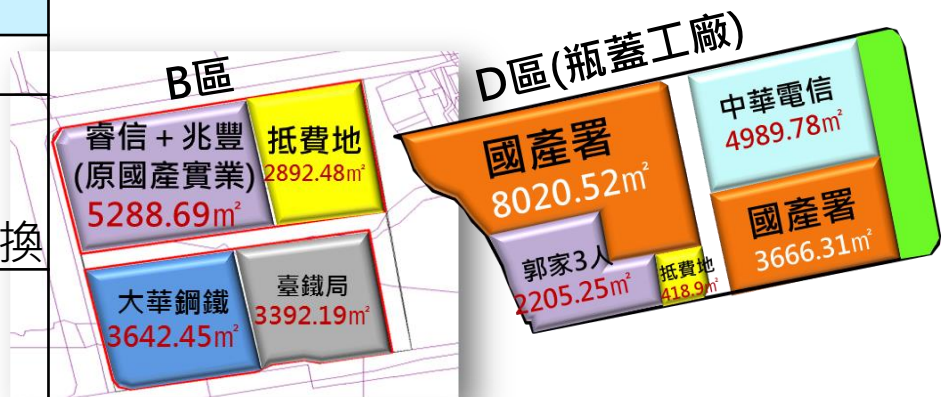 換
B區
睿信+兆豐
(原國產實業)
5288.69㎡
抵費地
2892.48㎡
大華鋼鐵
3642.45㎡
臺鐵局
3392.19㎡
D區(瓶蓋工廠)
國產署
8020.52㎡
中華電信
4989.78㎡
郭家3人
2205.25㎡
抵費地
418.9㎡
國產署
3666.31㎡